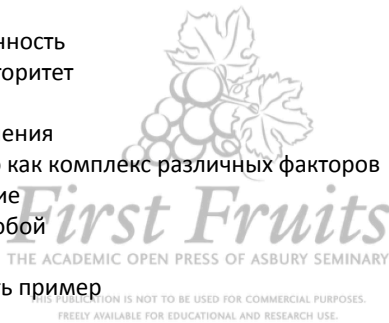 нность
торитет
ения
о как комплекс различных факторов
ие
обой
ть пример
First Fruits
THE ACADEMIC OPEN PRESS OF ASBURY SEMINARY
THIS PUBLICATION IS NOT TO BE USED FOR COMMERCIAL PURPOSES.
FREELY AVAILABLE FOR EDUCATIONAL AND RESEARCH USE.